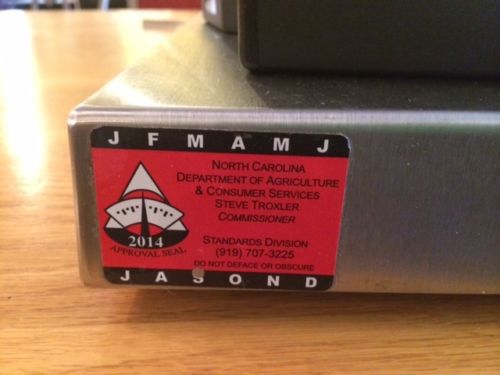 J F M A M J
NORTH CAROLINA
DEPARTMENT OF AGRICULTURE
& CONSUMER SERVICES
STEVE TROXLER
COMMISSIONER
2014
APPROVAL SEAL
STANDARDS DIVISION
(919) 707-3225
DO NOT DEFACE OR OBSCURE
J A S O N D